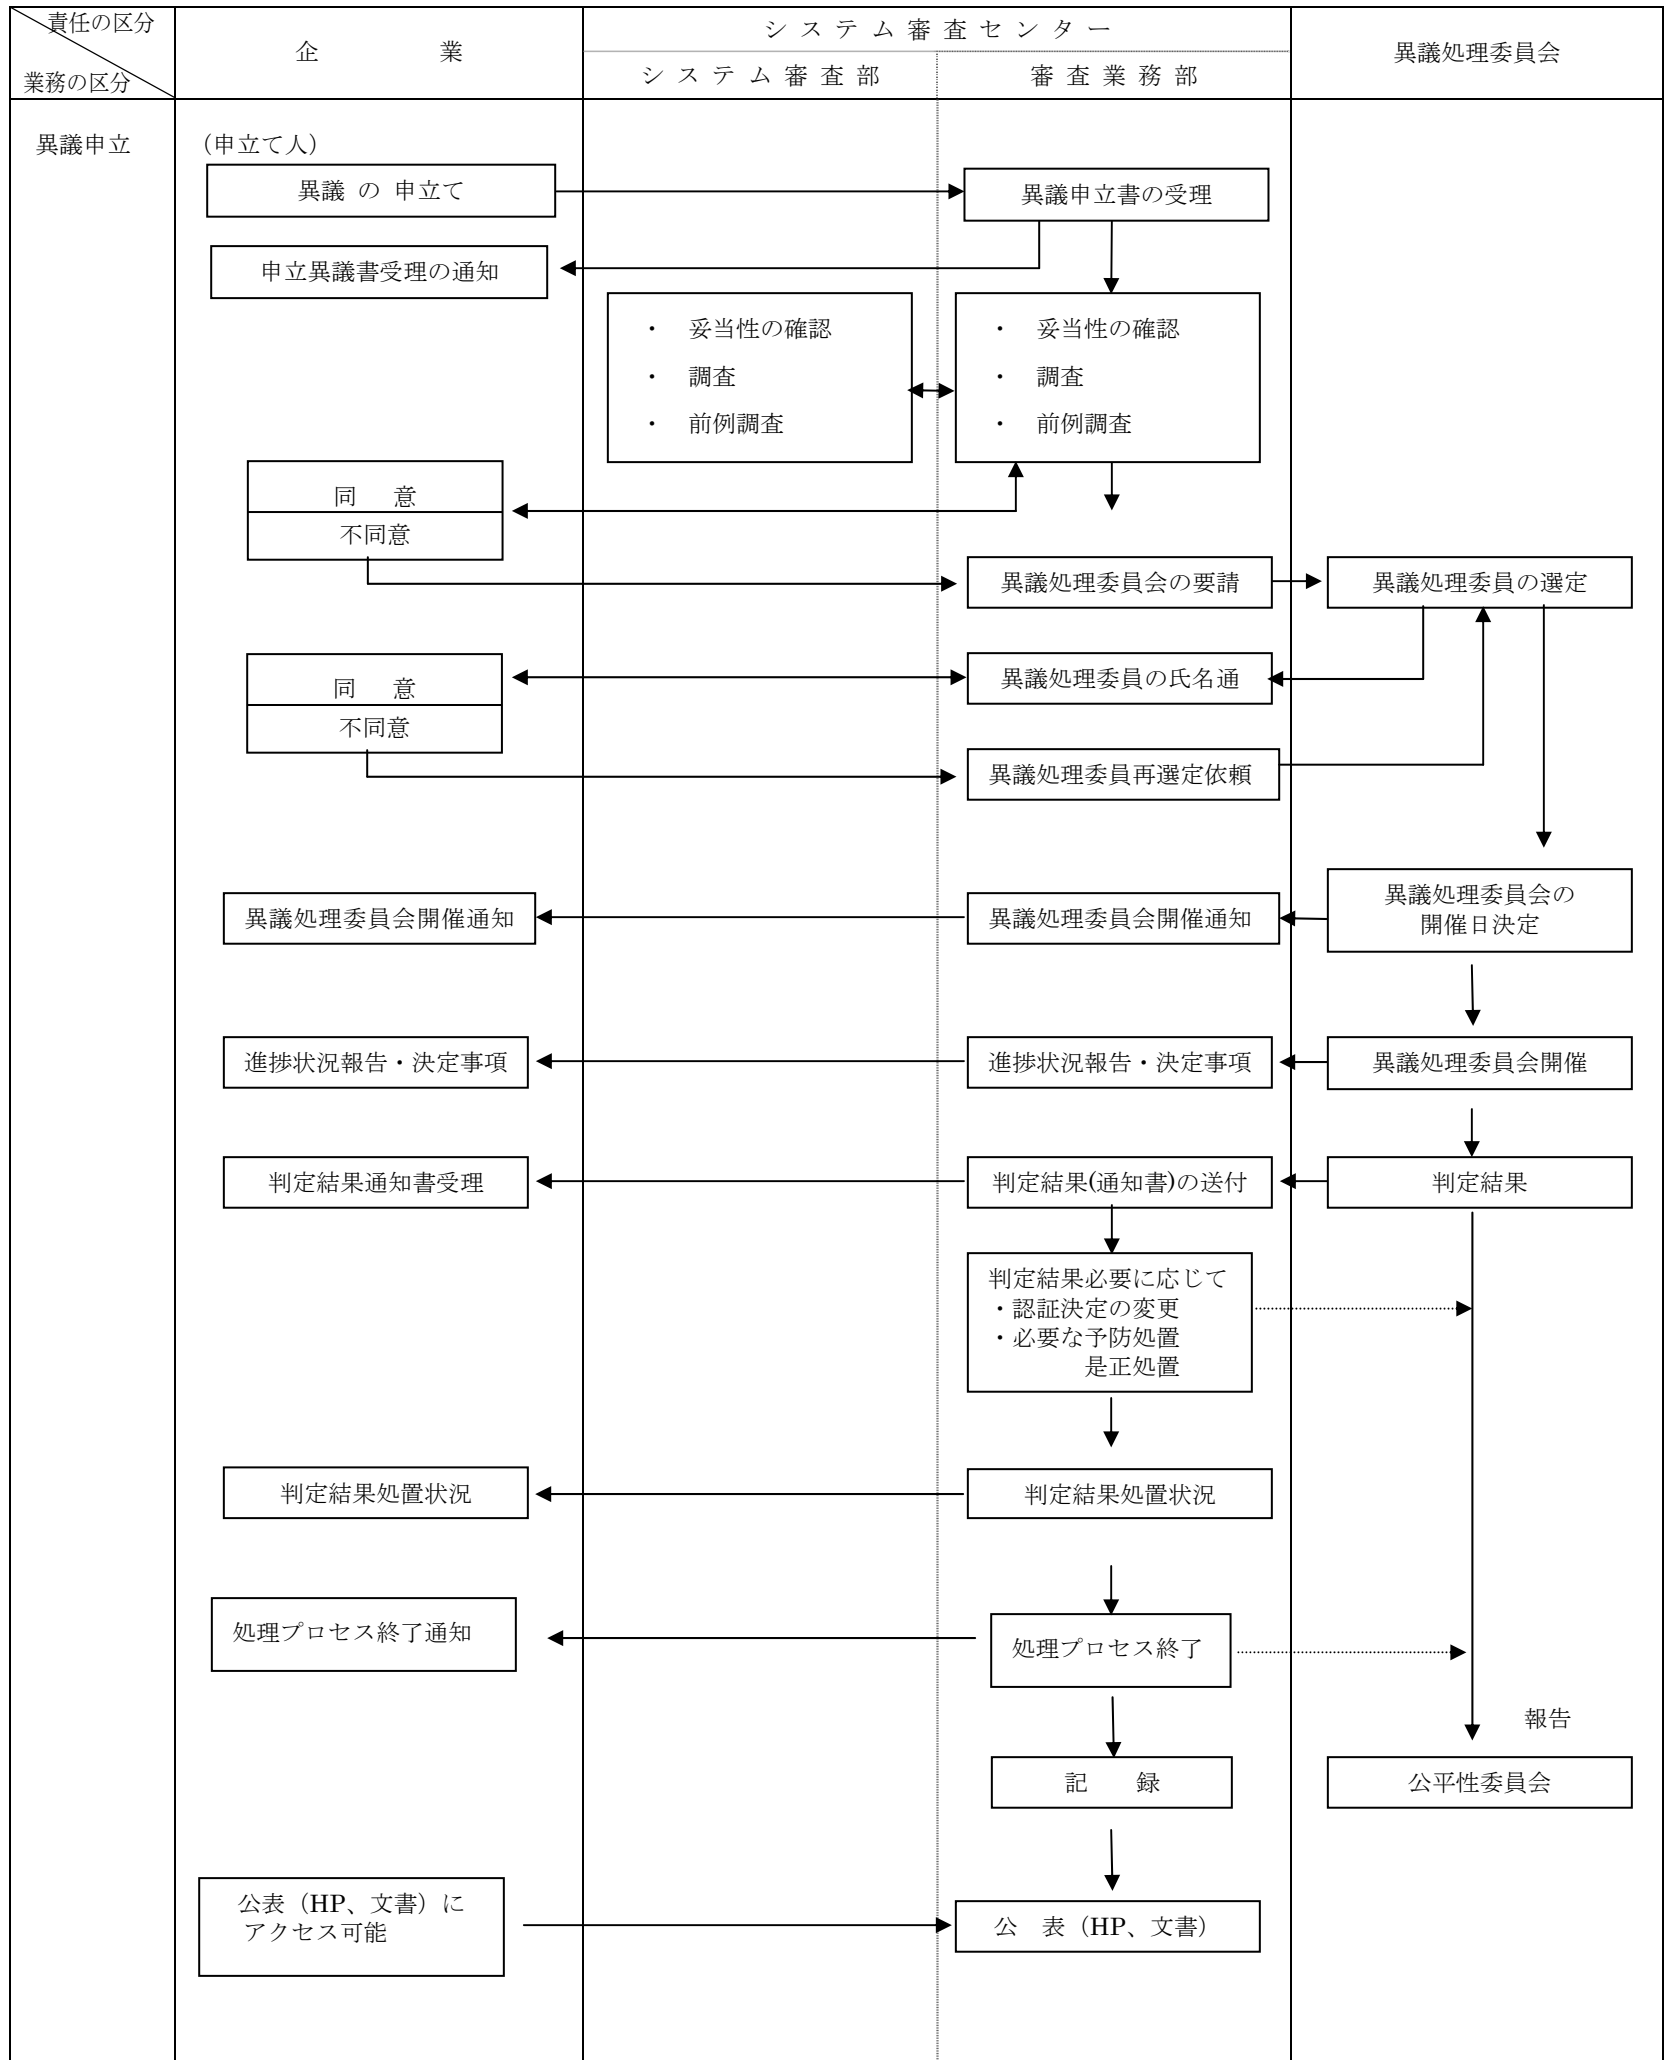 責任の区分
業務の区分
企　業
システム審査センター
システム審査部
審査業務部
異議処理委員会
異議申立
（申立て人）
異議 の 申立て
異議申立書の受理
申立異議書受理の通知
・ 妥当性の確認
・ 調査
・ 前例調査
・ 妥当性の確認
・ 調査
・ 前例調査
同　意
不同意
異議処理委員会の要請
異議処理委員の選定
同　意
不同意
異議処理委員の氏名通
異議処理委員再選定依頼
異議処理委員会開催通知
異議処理委員会開催通知
異議処理委員会の
開催日決定
進捗状況報告・決定事項
進捗状況報告・決定事項
異議処理委員会開催
判定結果通知書受理
判定結果(通知書)の送付
判定結果
判定結果必要に応じて
・認証決定の変更
・必要な予防処置
是正処置
判定結果処置状況
判定結果処置状況
処理プロセス終了通知
処理プロセス終了
報告
記　録
公平性委員会
公表（HP、文書）に
アクセス可能
公　表（HP、文書）